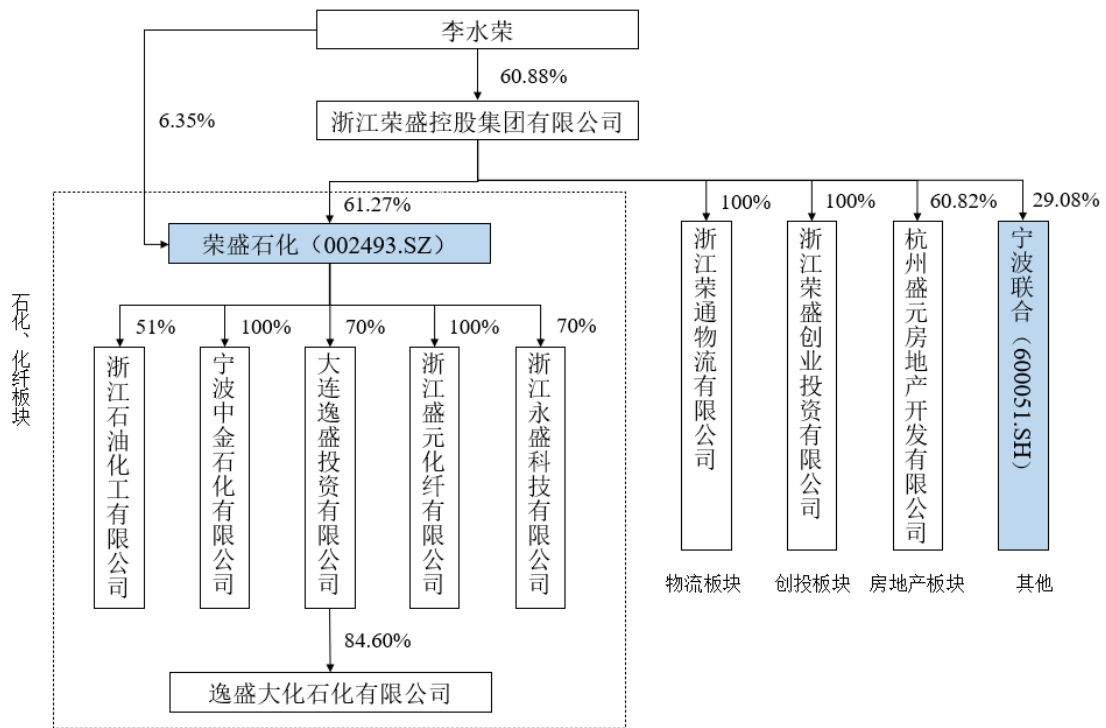 李水荣
60.88%
6.35%
浙江荣盛控股集团有限公司
61.27%
100%
100%
60.82%
29.08%
荣盛石化（002493.SZ）
浙江荣通物流有限公司
浙江荣盛创业投资有限公司
杭州盛元房地产开发有限公司
宁波联合（600051.SH）
石化、化纤板块
51%
100%
70%
100%
70%
浙江石油化工有限公司
宁波中金石化有限公司
大连逸盛投资有限公司
浙江盛元化纤有限公司
浙江永盛科技有限公司
物流板块
创投板块
房地产板块
其他
84.60%
逸盛大化石化有限公司